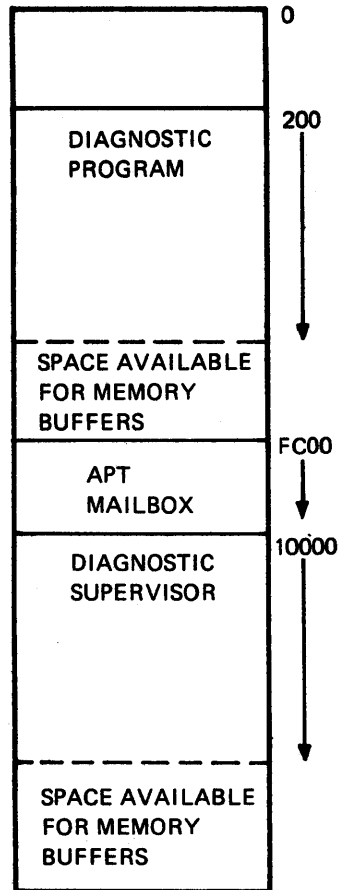 0
200
DIAGNOSTIC
PROGRAM
SPACE AVAILABLE
FOR MEMORY
BUFFERS
FC00
APT
MAILBOX
10000
DIAGNOSTIC
SUPERVISOR
SPACE AVAILABLE
FOR MEMORY
BUFFERS